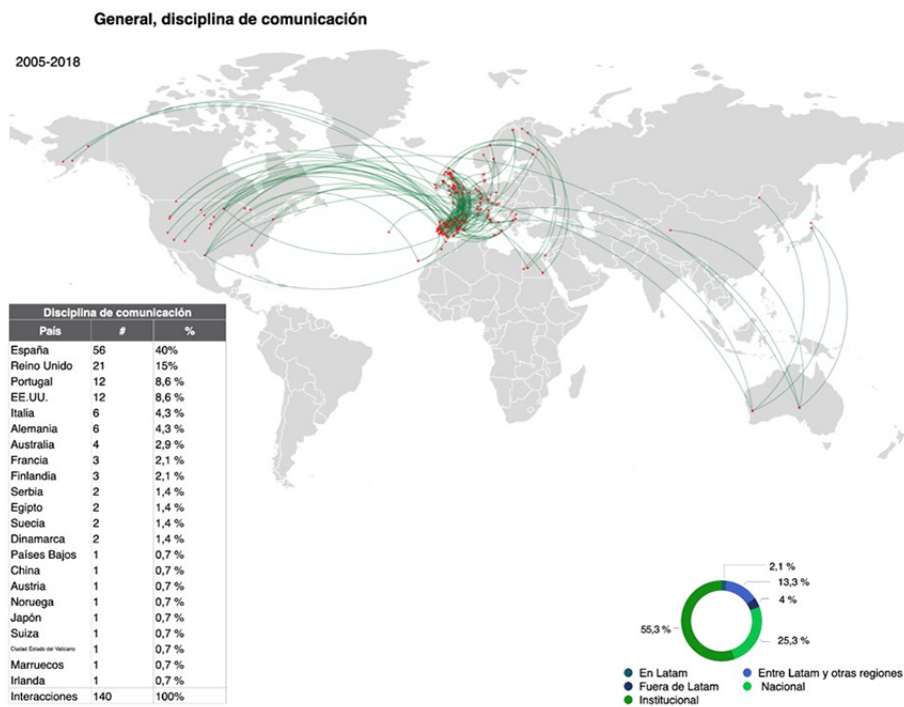 General, disciplina de comunicación
2005-2018
Disciplina de comunicación
País # %
España 56 40%
Reino Unido 21 15%
Portugal 12 8,6 %
EE.UU. 12 8,6 %
Italia 6 4,3 %
Alemania 6 4,3 %
Australia 4 2,9 %
Francia 3 2,1 %
Finlandia 3 2,1 %
Serbia 2 1,4 %
Egipto 2 1,4 %
Suecia 2 1,4 %
Dinamarca 2 1,4 %
Países Bajos 1 0,7 %
China 1 0,7 %
Austria 1 0,7 %
Noruega 1 0,7 %
Japón 1 0,7 %
Suiza 1 0,7 %
Ciudad Estado del Vaticano 1 0,7 %
Marruecos 1 0,7 %
Irlanda 1 0,7 %
Interacciones 140 100%
2,1 %
13,3 %
4 %
55,3 %
25,3 %
En Latam
Entre Latam y otras regiones
Fuera de Latam
Nacional
Institucional